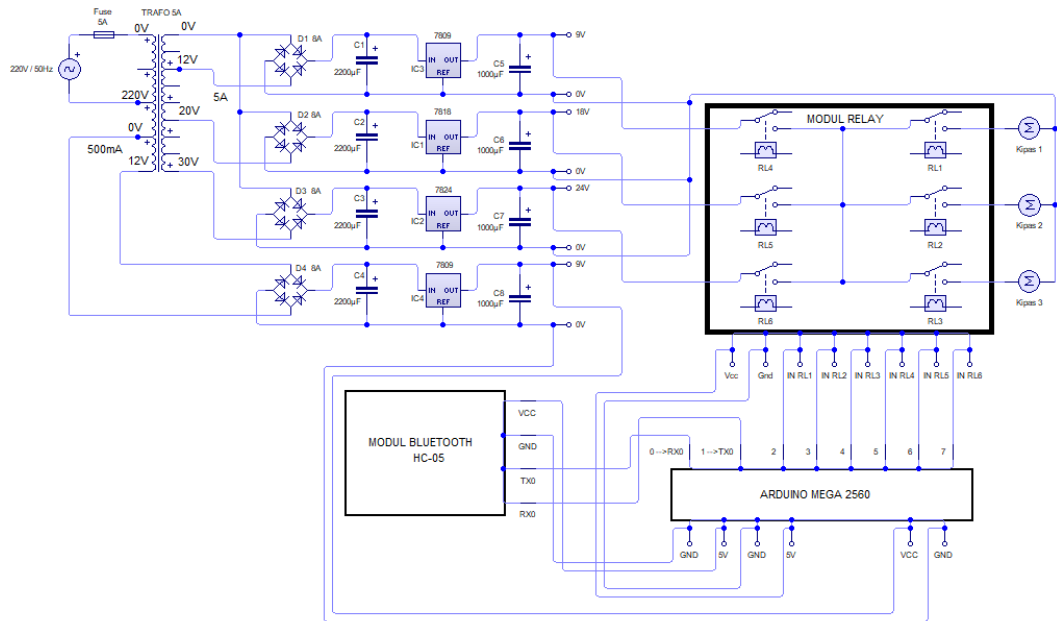 Fuse
5A
TRAFO 5A
0V
0V
220V / 50Hz
12V
5A
220V
20V
0V
500mA
12V
30V
D1 8A
C1
2200µF
7809
IN OUT
REF
IC3
C5
1000µF
9V
0V
D2 8A
C2
2200µF
7818
IN OUT
REF
IC1
C6
1000µF
18V
0V
D3 8A
C3
2200µF
7824
IN OUT
REF
IC2
C7
1000µF
24V
0V
D4 8A
C4
2200µF
7809
IN OUT
REF
IC4
C8
1000µF
9V
0V
MODUL RELAY
RL4
RL1
RL5
RL2
RL6
RL3
Kipas 1
Kipas 2
Kipas 3
Vcc
Gnd
IN RL1
IN RL2
IN RL3
IN RL4
IN RL5
IN RL6
MODUL BLUETOOTH
HC-05
VCC
GND
TX0
RX0
0 -->RX0
1 -->TX0
2
3
4
5
6
7
ARDUINO MEGA 2560
GND
5V
GND
5V
VCC
GND